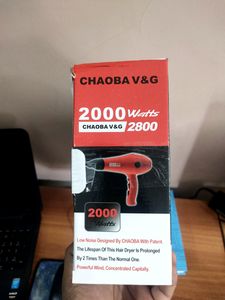 CHAOBA V&G
2000 Watts
CHAOBA V&G 2800
2000
Watts
Low Noise Designed By CHAOBA With Patent.
The Lifespan Of This Hair Dryer Is Prolonged
By 2 Times Than The Normal One.
Powerful Wind, Concentrated Capitally.